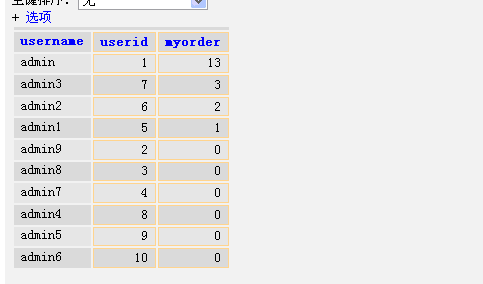 主键排序: 无
+ 选项
username userid myorder
admin 1 13
admin3 7 3
admin2 6 2
admin1 5 1
admin9 2 0
admin8 3 0
admin7 4 0
admin4 8 0
admin5 9 0
admin6 10 0